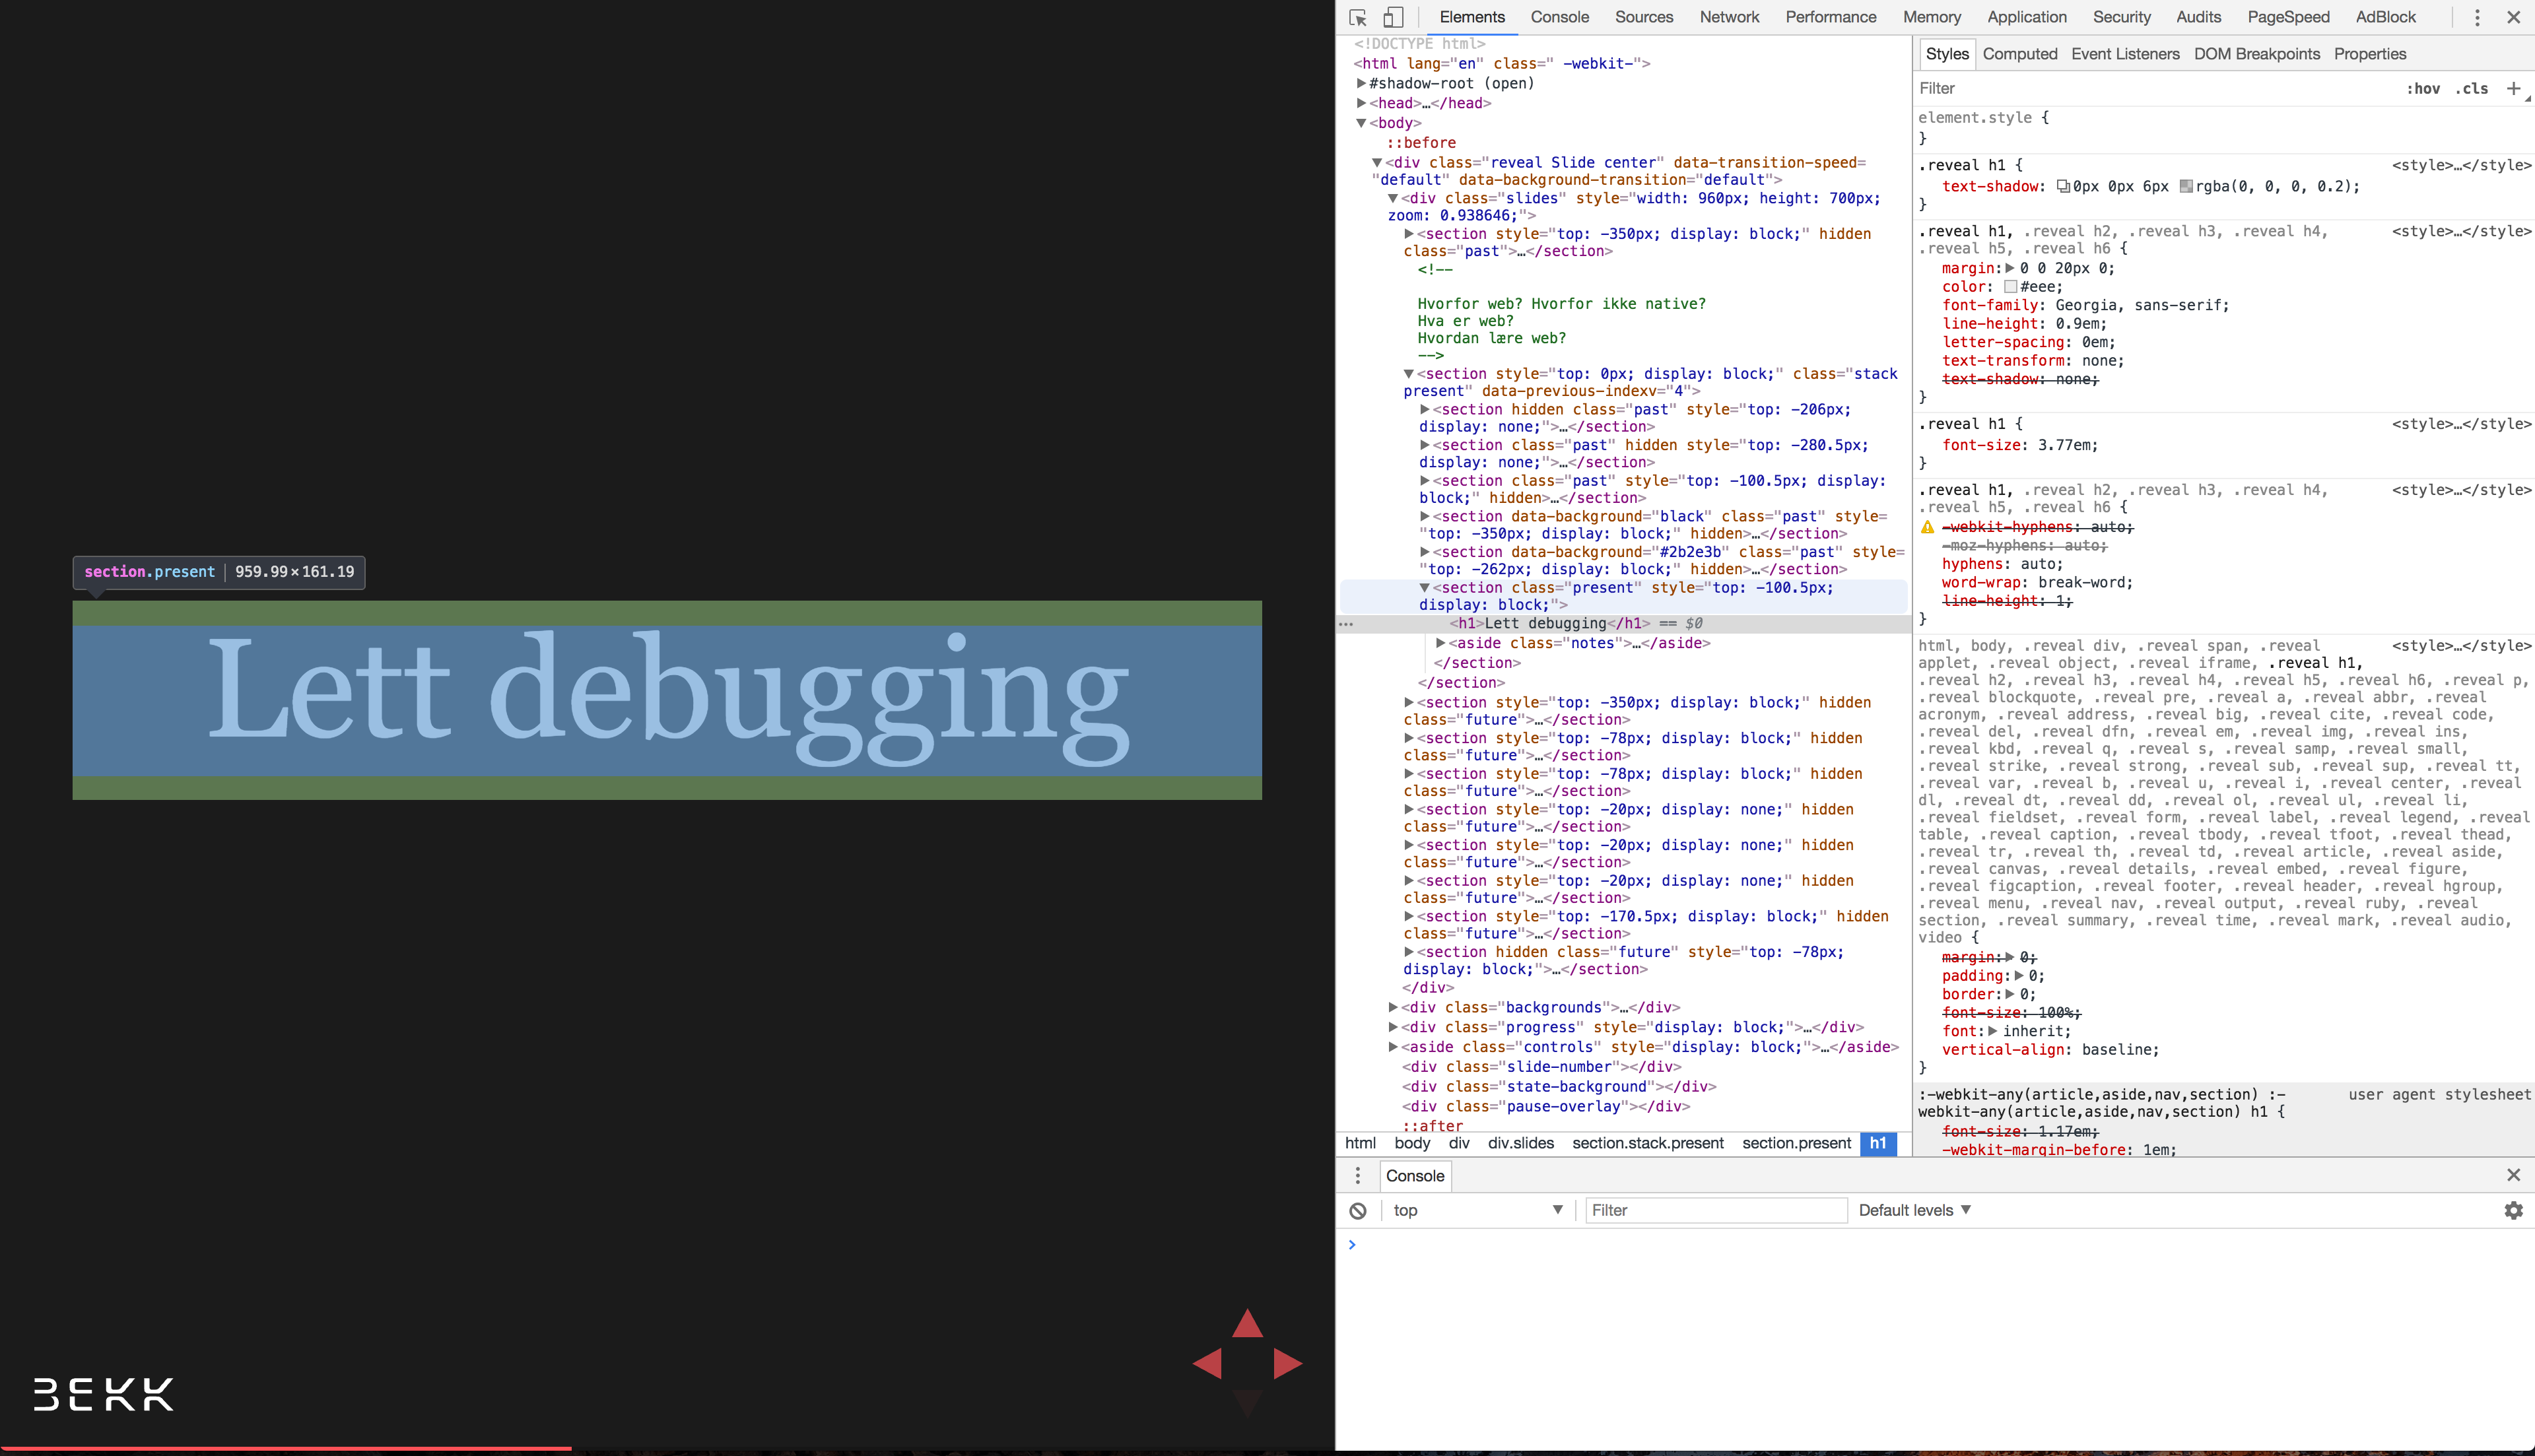 section.present | 959.99 × 161.19
Lett debugging
BEKK
Elements Console Sources Network Performance Memory Application Security Audits PageSpeed AdBlock
<!DOCTYPE html>
<html lang="en" class=" -webkit-">
#shadow-root (open)
<head>…</head>
<body>
::before
<div class="reveal Slide center" data-transition-speed=
"default" data-background-transition="default">
<div class="slides" style="width: 960px; height: 700px;
zoom: 0.938646;">
<section style="top: -350px; display: block;" hidden
class="past">…</section>
<!--
Hvorfor web? Hvorfor ikke native?
Hva er web?
Hvordan lære web?
-->
<section style="top: 0px; display: block;" class="stack
present" data-previous-indexv="4">
<section hidden class="past" style="top: -206px;
display: none;">…</section>
<section class="past" hidden style="top: -280.5px;
display: none;">…</section>
<section class="past" style="top: -100.5px; display:
block;" hidden>…</section>
<section data-background="black" class="past" style=
"top: -350px; display: block;" hidden>…</section>
<section data-background="#2b2e3b" class="past" style=
"top: -262px; display: block;" hidden>…</section>
<section class="present" style="top: -100.5px;
display: block;">
… <h1>Lett debugging</h1> == $0
<aside class="notes">…</aside>
</section>
</section>
<section style="top: -350px; display: block;" hidden
class="future">…</section>
<section style="top: -78px; display: block;" hidden
class="future">…</section>
<section style="top: -78px; display: block;" hidden
class="future">…</section>
<section style="top: -20px; display: none;" hidden
class="future">…</section>
<section style="top: -20px; display: none;" hidden
class="future">…</section>
<section style="top: -20px; display: none;" hidden
class="future">…</section>
<section style="top: -170.5px; display: block;" hidden
class="future">…</section>
<section hidden class="future" style="top: -78px;
display: block;">…</section>
</div>
<div class="backgrounds">…</div>
<div class="progress" style="display: block;">…</div>
<aside class="controls" style="display: block;">…</aside>
<div class="slide-number"></div>
<div class="state-background"></div>
<div class="pause-overlay"></div>
::after
html body div div.slides section.stack.present section.present h1
Styles Computed Event Listeners DOM Breakpoints Properties
Filter :hov .cls +
element.style {
}
.reveal h1 { <style>…</style>
text-shadow: 0px 0px 6px rgba(0, 0, 0, 0.2);
}
.reveal h1, .reveal h2, .reveal h3, .reveal h4, <style>…</style>
.reveal h5, .reveal h6 {
margin: 0 0 20px 0;
color: #eee;
font-family: Georgia, sans-serif;
line-height: 0.9em;
letter-spacing: 0em;
text-transform: none;
text-shadow: none;
}
.reveal h1 { <style>…</style>
font-size: 3.77em;
}
.reveal h1, .reveal h2, .reveal h3, .reveal h4, <style>…</style>
.reveal h5, .reveal h6 {
-webkit-hyphens: auto;
-moz-hyphens: auto;
hyphens: auto;
word-wrap: break-word;
line-height: 1;
}
html, body, .reveal div, .reveal span, .reveal <style>…</style>
applet, .reveal object, .reveal iframe, .reveal h1,
.reveal h2, .reveal h3, .reveal h4, .reveal h5, .reveal h6, .reveal p,
.reveal blockquote, .reveal pre, .reveal a, .reveal abbr, .reveal
acronym, .reveal address, .reveal big, .reveal cite, .reveal code,
.reveal del, .reveal dfn, .reveal em, .reveal img, .reveal ins,
.reveal kbd, .reveal q, .reveal s, .reveal samp, .reveal small,
.reveal strike, .reveal strong, .reveal sub, .reveal sup, .reveal tt,
.reveal var, .reveal b, .reveal u, .reveal i, .reveal center, .reveal
dl, .reveal dt, .reveal dd, .reveal ol, .reveal ul, .reveal li,
.reveal fieldset, .reveal form, .reveal label, .reveal legend, .reveal
table, .reveal caption, .reveal tbody, .reveal tfoot, .reveal thead,
.reveal tr, .reveal th, .reveal td, .reveal article, .reveal aside,
.reveal canvas, .reveal details, .reveal embed, .reveal figure,
.reveal figcaption, .reveal footer, .reveal header, .reveal hgroup,
.reveal menu, .reveal nav, .reveal output, .reveal ruby, .reveal
section, .reveal summary, .reveal time, .reveal mark, .reveal audio,
video {
margin: 0;
padding: 0;
border: 0;
font-size: 100%;
font: inherit;
vertical-align: baseline;
}
:-webkit-any(article,aside,nav,section) :- user agent stylesheet
webkit-any(article,aside,nav,section) h1 {
font-size: 1.17em;
-webkit-margin-before: 1em;
Console
top Filter Default levels